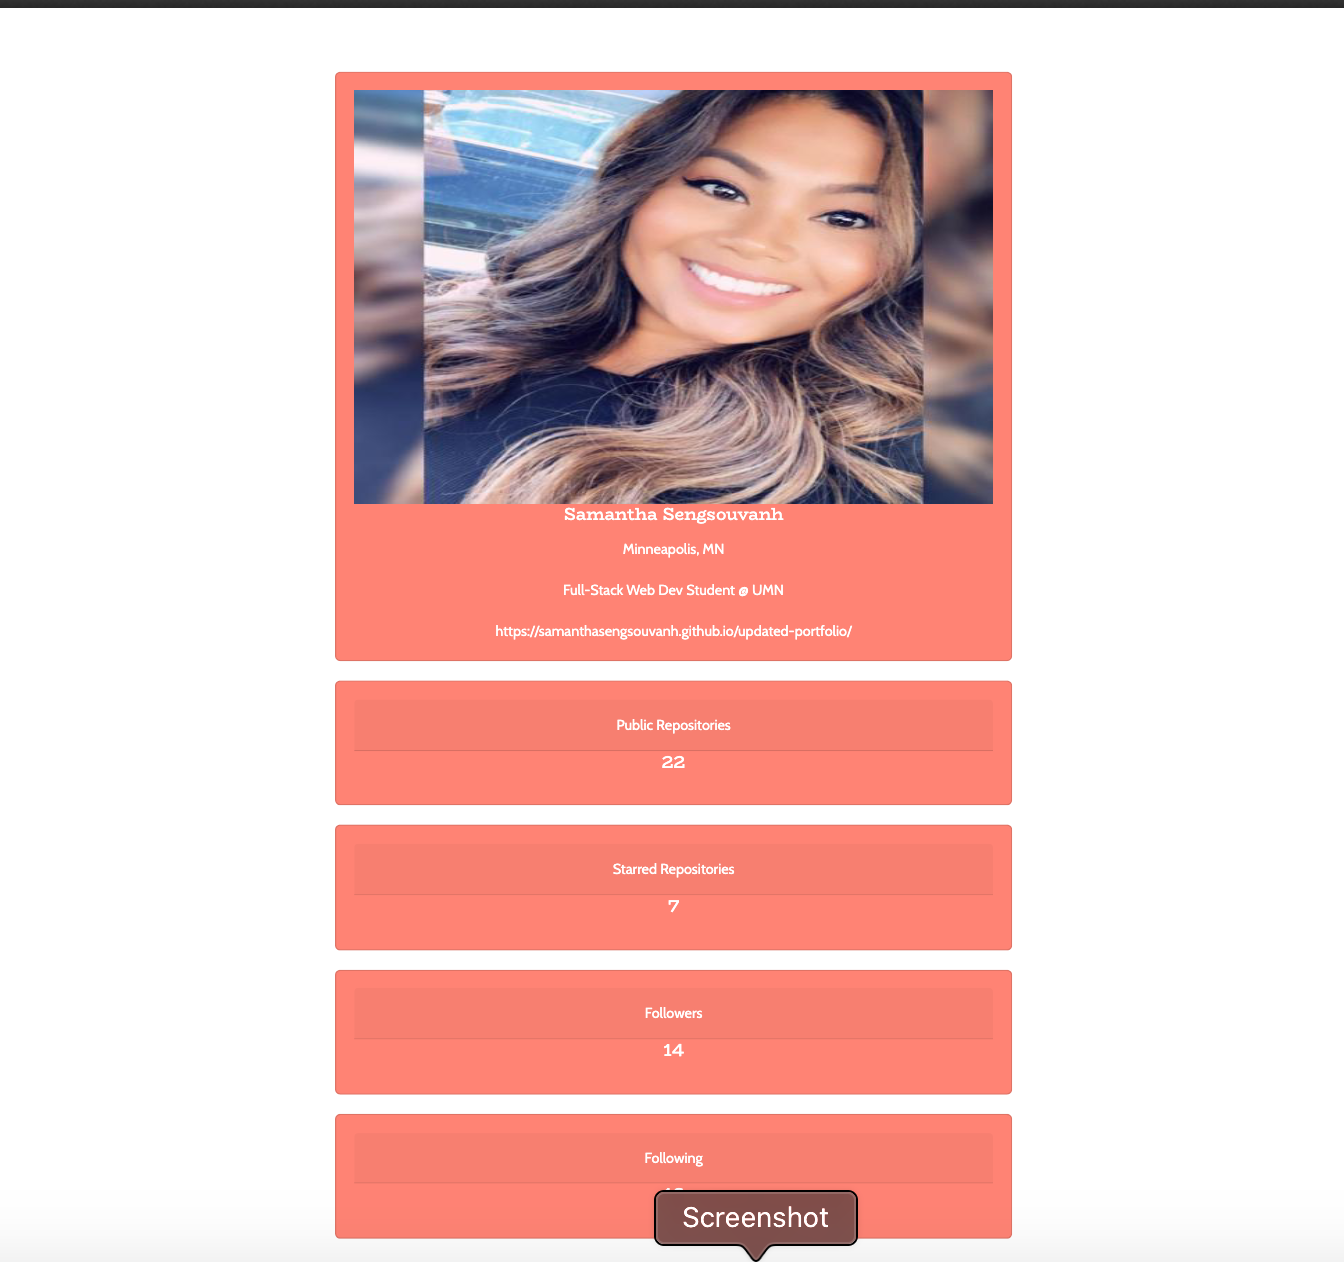 Samantha Sengsouvanh
Minneapolis, MN
Full-Stack Web Dev Student @ UMN
https://samanthasengsouvanh.github.io/updated-portfolio/
Public Repositories
22
Starred Repositories
7
Followers
14
Following
Screenshot